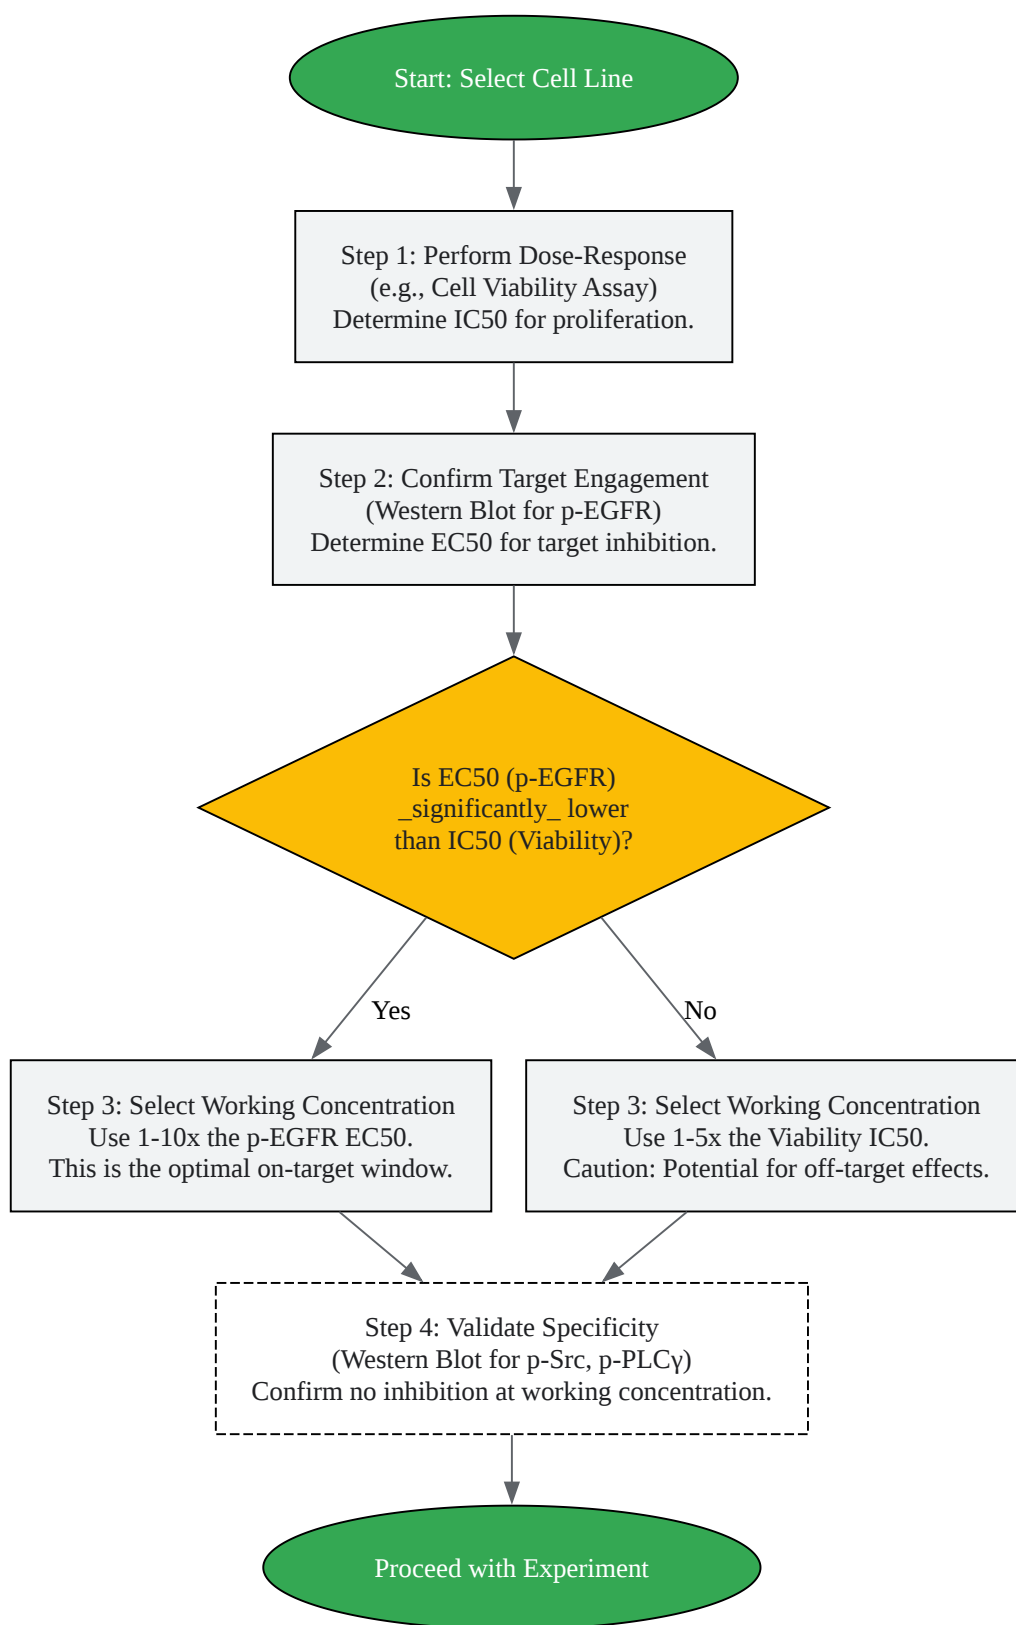 Start: Select Cell Line
Step 1: Perform Dose-Response
(e.g., Cell Viability Assay)
Determine IC50 for proliferation.
Step 2: Confirm Target Engagement
(Western Blot for p-EGFR)
Determine EC50 for target inhibition.
Is EC50 (p-EGFR)
_significantly_ lower
than IC50 (Viability)?
Yes
No
Step 3: Select Working Concentration
Use 1-10x the p-EGFR EC50.
This is the optimal on-target window.
Step 3: Select Working Concentration
Use 1-5x the Viability IC50.
Caution: Potential for off-target effects.
Step 4: Validate Specificity
(Western Blot for p-Src, p-PLCγ)
Confirm no inhibition at working concentration.
Proceed with Experiment